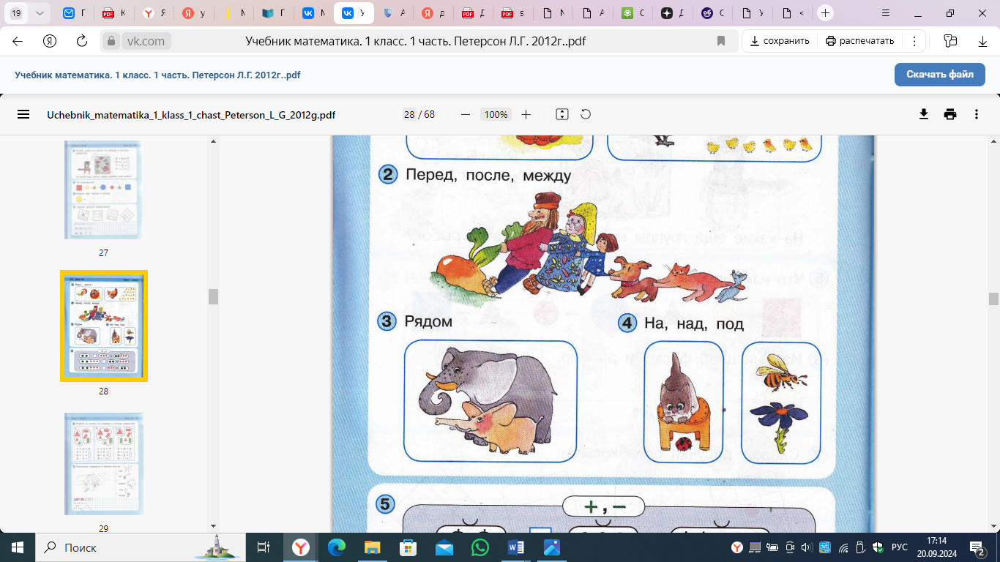 19
vk.com
Учебник математика. 1 класс. 1 часть. Петерсон Л.Г. 2012г..pdf
сохранить
распечатать
Учебник математика. 1 класс. 1 часть. Петерсон Л.Г. 2012г..pdf
Скачать файл
Uchebnik_matematika_1_klass_1_chast_Peterson_L_G_2012g.pdf
28 / 68
100%
27
28
29
2 Перед, после, между
3 Рядом
4 На, над, под
5
+ , −
Поиск
РУС
17:14
20.09.2024
2